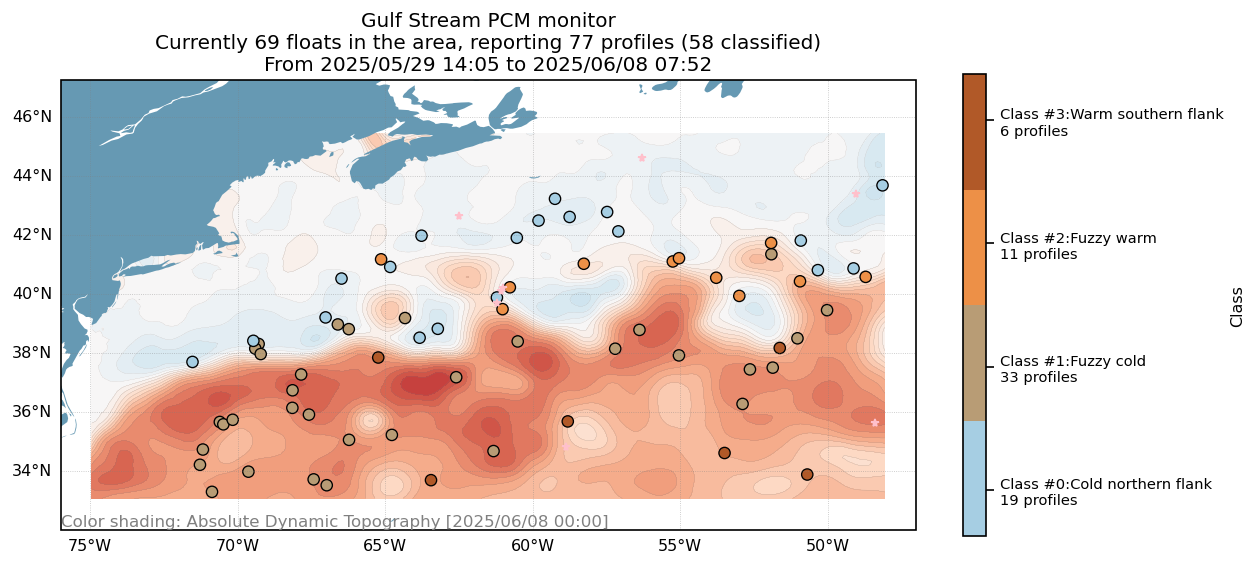 Gulf Stream PCM monitor
Currently 69 floats in the area, reporting 77 profiles (58 classified)
From 2025/05/29 14:05 to 2025/06/08 07:52
46°N
44°N
42°N
40°N
38°N
36°N
34°N
Color shading: Absolute Dynamic Topography [2025/06/08 00:00]
75°W 70°W 65°W 60°W 55°W 50°W
Class #3:Warm southern flank
6 profiles
Class #2:Fuzzy warm
11 profiles
Class #1:Fuzzy cold
33 profiles
Class #0:Cold northern flank
19 profiles
Class